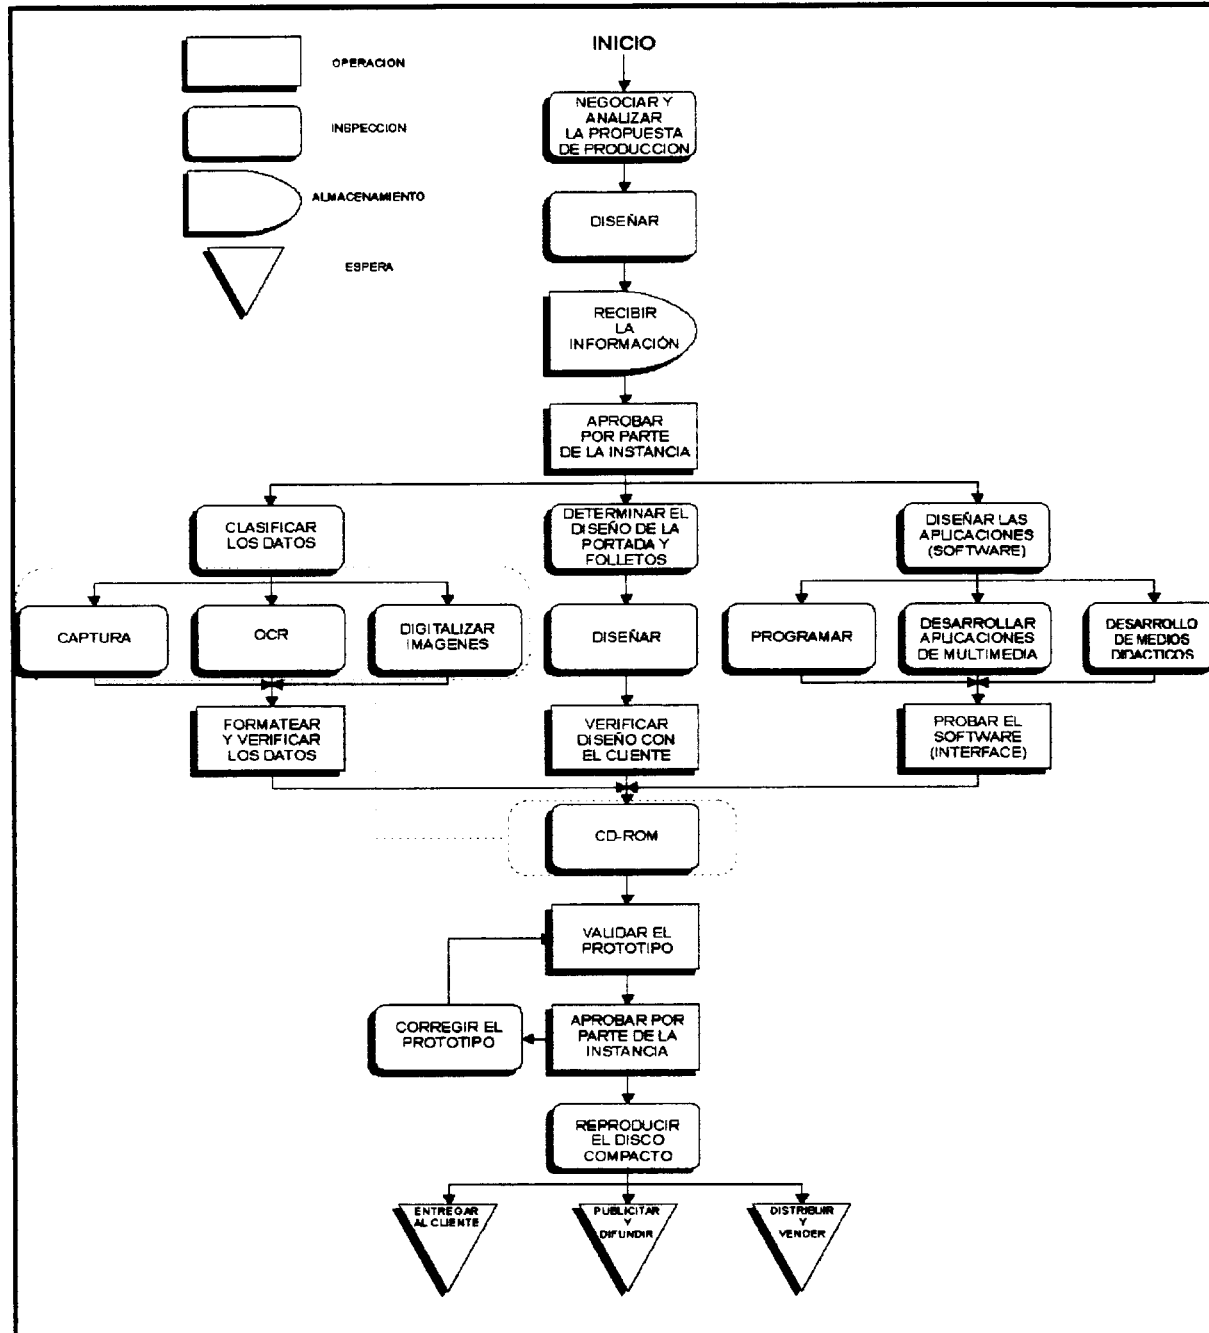 OPERACION
INSPECCION
ALMACENAMIENTO
ESPERA
INICIO
NEGOCIAR Y
ANALIZAR
LA PROPUESTA
DE PRODUCCION
DISEÑAR
RECIBIR
LA
INFORMACIÓN
APROBAR
POR PARTE
DE LA INSTANCIA
CLASIFICAR
LOS DATOS
DETERMINAR EL
DISEÑO DE LA
PORTADA Y
FOLLETOS
DISEÑAR LAS
APLICACIONES
(SOFTWARE)
CAPTURA
OCR
DIGITALIZAR
IMAGENES
DISEÑAR
PROGRAMAR
DESARROLLAR
APLICACIONES
DE MULTIMEDIA
DESARROLLO
DE MEDIOS
DIDACTICOS
FORMATEAR
Y VERIFICAR
LOS DATOS
VERIFICAR
DISEÑO CON
EL CLIENTE
PROBAR EL
SOFTWARE
(INTERFACE)
CD-ROM
VALIDAR EL
PROTOTIPO
CORREGIR EL
PROTOTIPO
APROBAR POR
PARTE DE LA
INSTANCIA
REPRODUCIR
EL DISCO
COMPACTO
ENTREGAR
AL CLIENTE
PUBLICITAR
Y
DIFUNDIR
DISTRIBUIR
Y
VENDER